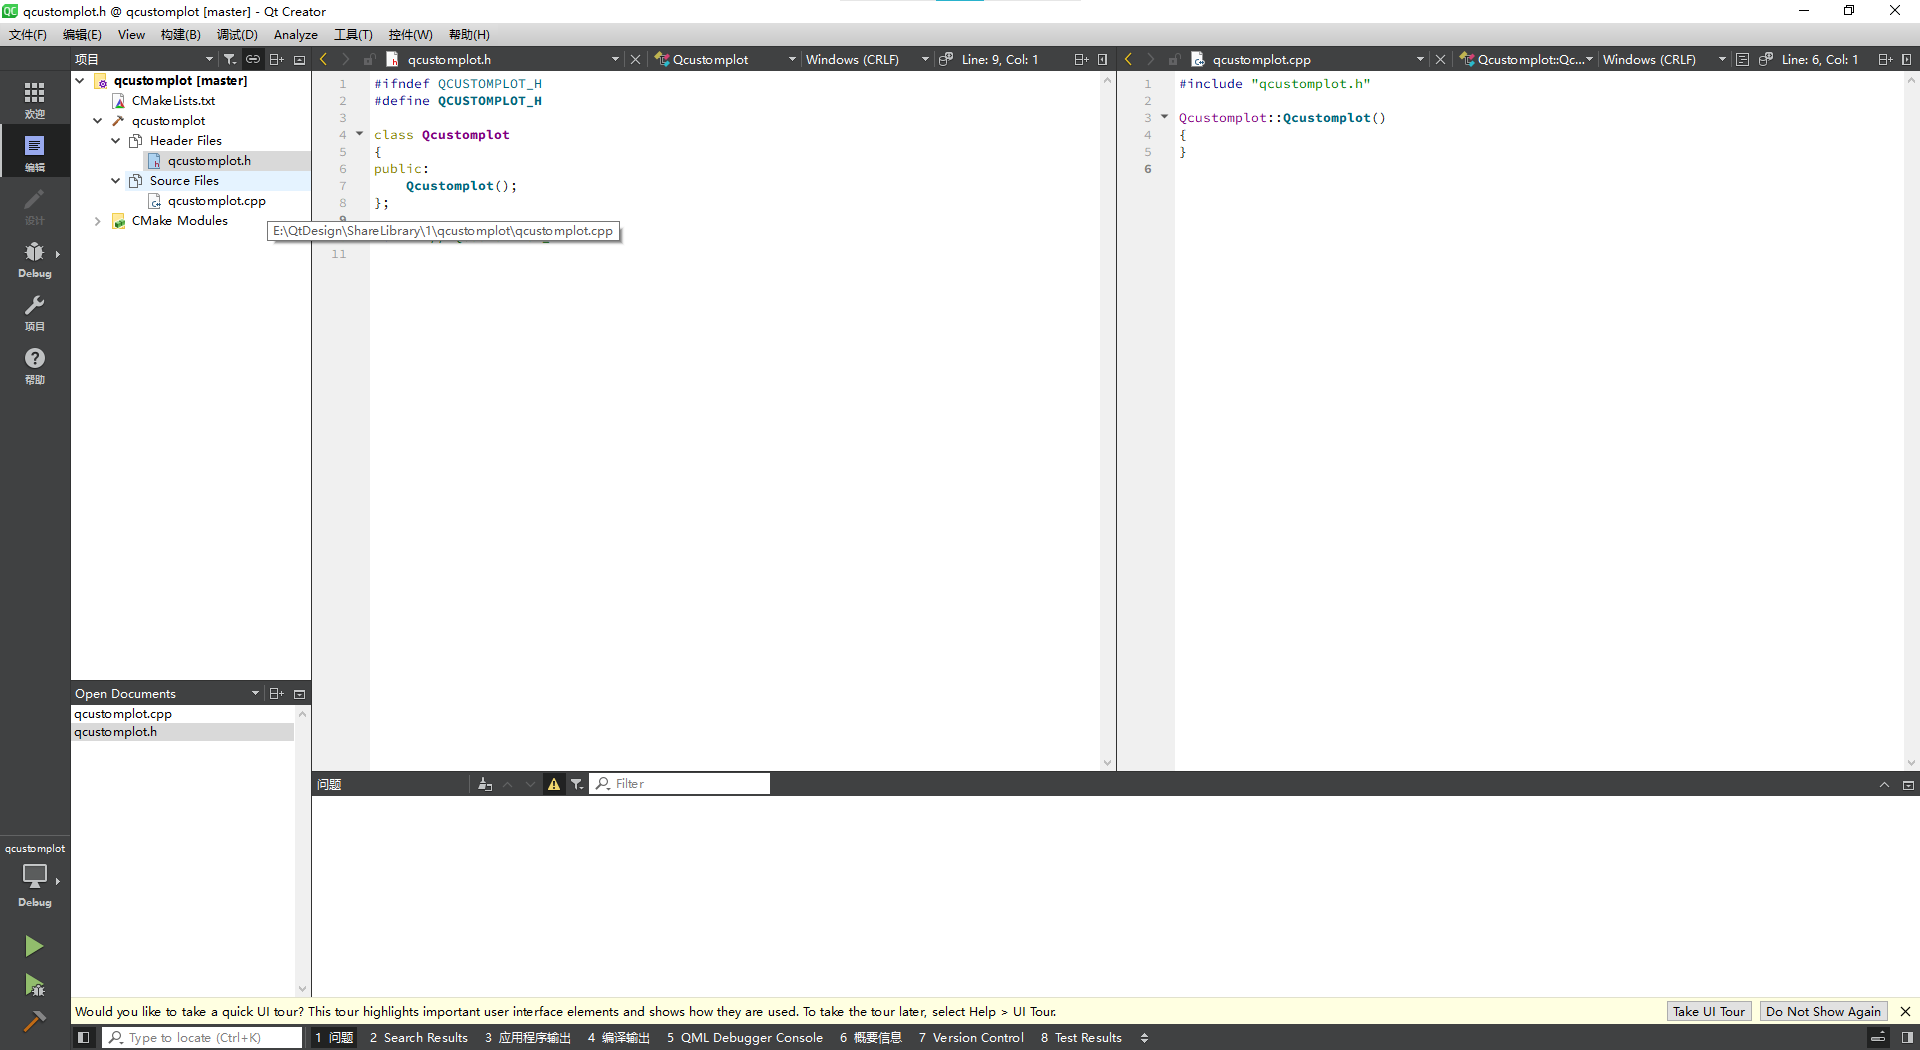 qcustomplot.h @ qcustomplot [master] - Qt Creator
文件(F) 编辑(E) View 构建(B) 调试(D) Analyze 工具(T) 控件(W) 帮助(H)
项目
qcustomplot.h
Qcustomplot
Windows (CRLF)
Line: 9, Col: 1
qcustomplot.cpp
Qcustomplot::Qc...
Windows (CRLF)
Line: 6, Col: 1
欢迎
编辑
设计
Debug
项目
帮助
qcustomplot [master]
CMakeLists.txt
qcustomplot
Header Files
qcustomplot.h
Source Files
qcustomplot.cpp
CMake Modules
E:\QtDesign\ShareLibrary\1\qcustomplot\qcustomplot.cpp
1 #ifndef QCUSTOMPLOT_H
2 #define QCUSTOMPLOT_H
3
4 class Qcustomplot
5 {
6 public:
7 Qcustomplot();
8 };
9
11
1 #include "qcustomplot.h"
2
3 Qcustomplot::Qcustomplot()
4 {
5 }
6
Open Documents
qcustomplot.cpp
qcustomplot.h
问题
Filter
qcustomplot
Debug
Would you like to take a quick UI tour? This tour highlights important user interface elements and shows how they are used. To take the tour later, select Help > UI Tour.
Take UI Tour
Do Not Show Again
Type to locate (Ctrl+K)
1 问题 2 Search Results 3 应用程序输出 4 编译输出 5 QML Debugger Console 6 概要信息 7 Version Control 8 Test Results